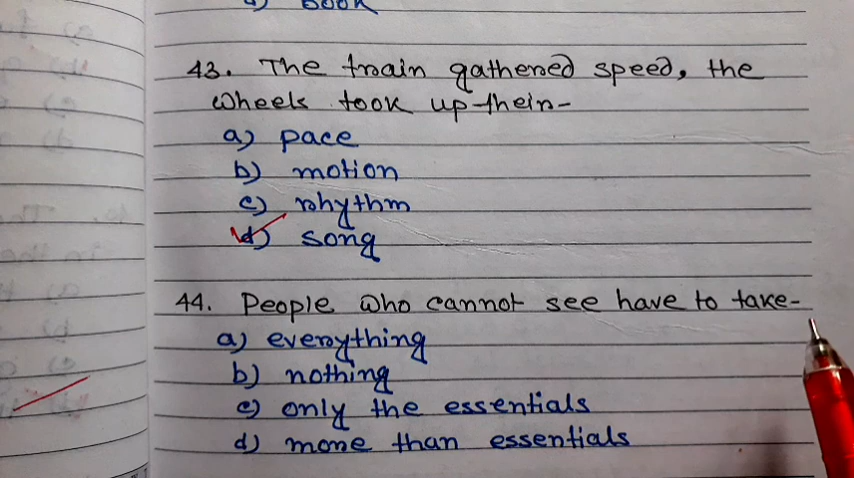 d) book
43. The train gathered speed, the
wheels took up their-
a) pace
b) motion
c) rhythm
d) song
44. People who cannot see have to take-
a) everything
b) nothing
c) only the essentials
d) more than essentials